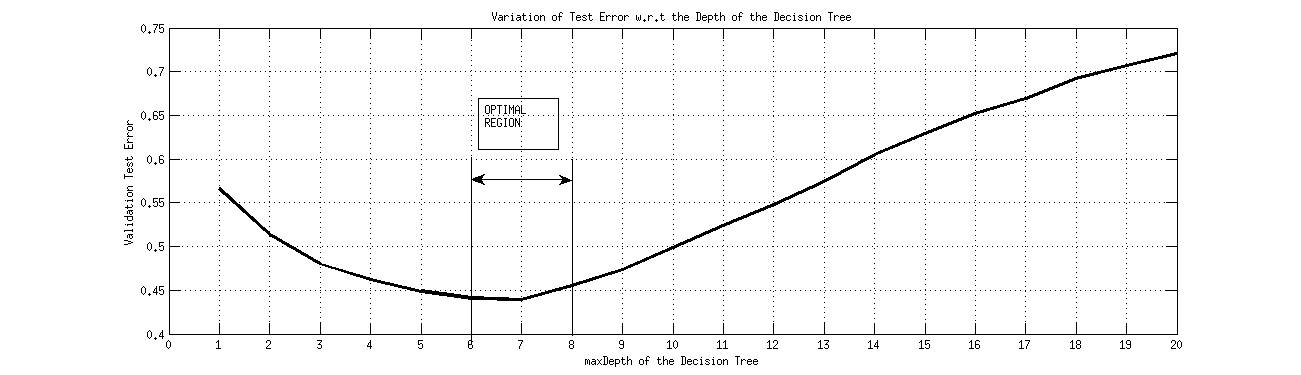 Variation of Test Error w.r.t the Depth of the Decision Tree
0.75
0.7
0.65
0.6
0.55
0.5
0.45
0.4
Validation Test Error
OPTIMAL
REGION
0 1 2 3 4 5 6 7 8 9 10 11 12 13 14 15 16 17 18 19 20
maxDepth of the Decision Tree